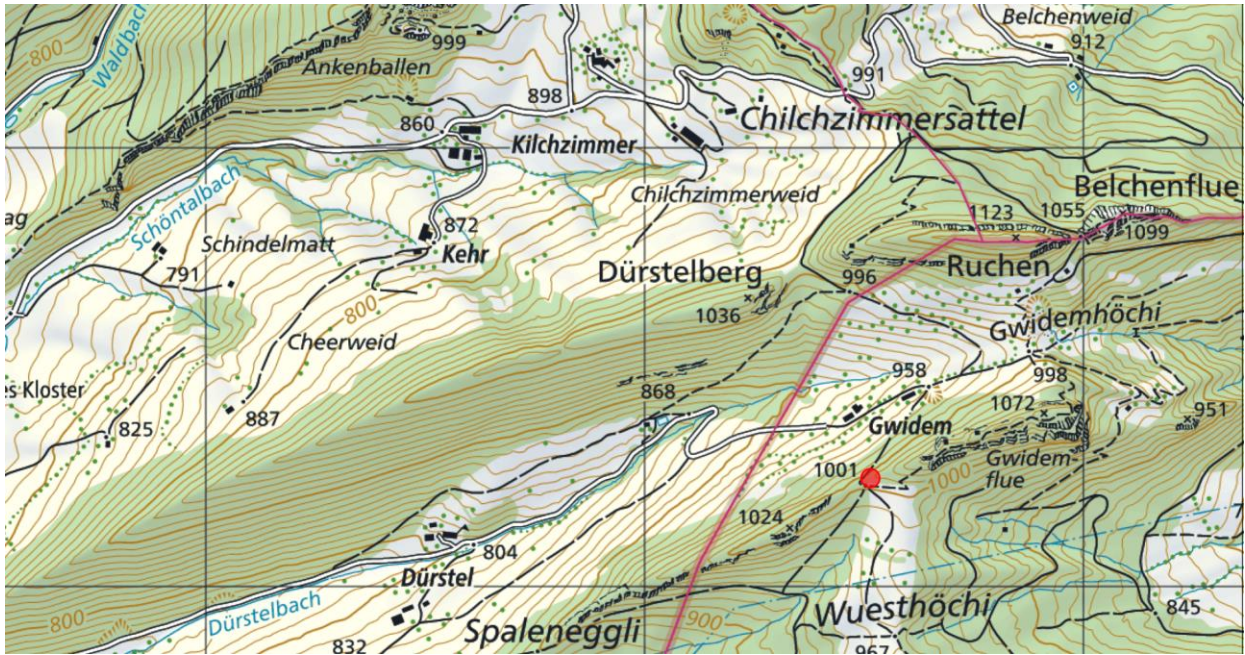 Belchenweid
912
800
Waldbach
999
Ankenballen
991
898
860
Chilchzimmersattel
Kilchzimmer
Schöntalbach
Chilchzimmerweid
Belchenflue
ag
872
1123
1055
1099
Schindelmatt
Kehr
791
Dürstelberg
996
Ruchen
800
1036
Gwidemhöchi
Cheerweid
es Kloster
958
998
868
887
1072
951
825
Gwidem
1001
Gwidem-
flue
1000
1024
7
804
Dürstel
Dürstelbach
Wuesthöchi
845
800
832
Spaleneggli
900
967